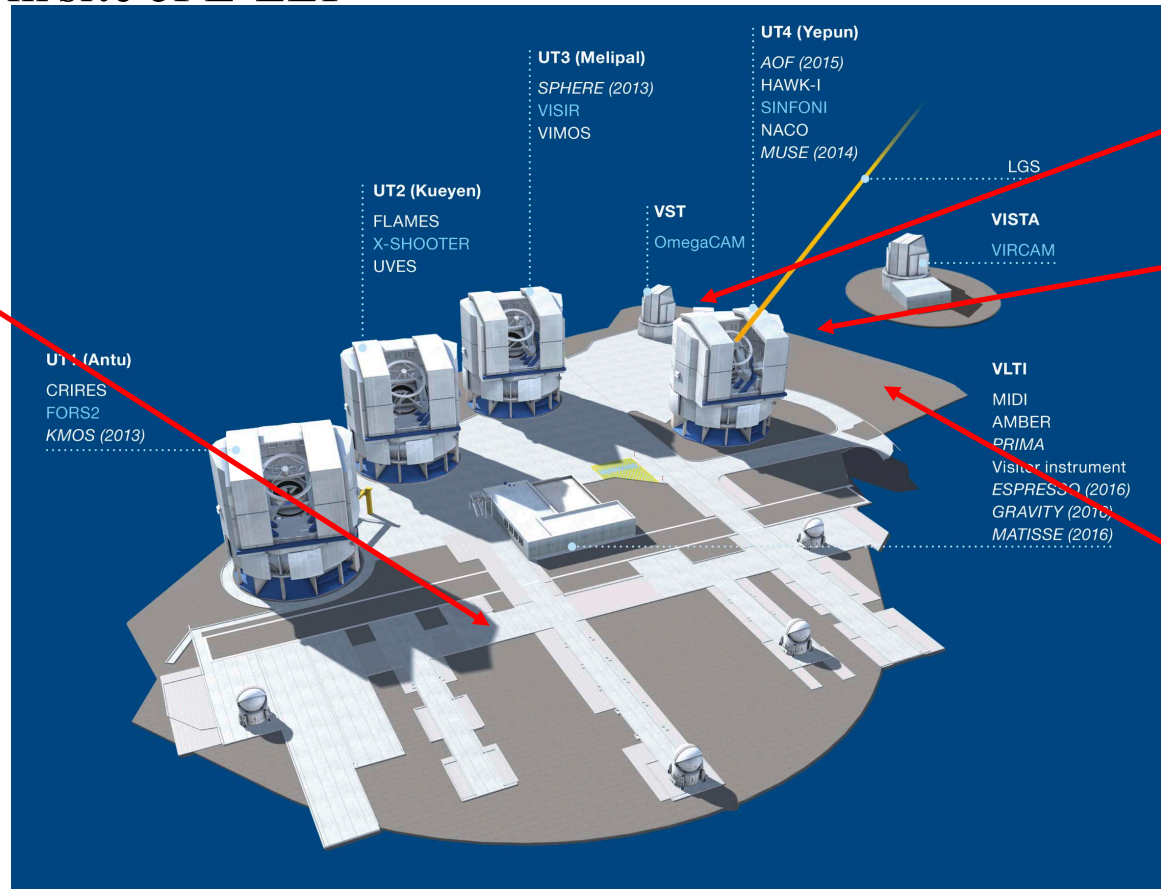 UT3 (Melipal)
SPHERE (2013)
VISIR
VIMOS
UT4 (Yepun)
AOF (2015)
HAWK-I
SINFONI
NACO
MUSE (2014)
LGS
UT2 (Kueyen)
FLAMES
X-SHOOTER
UVES
VST
OmegaCAM
VISTA
VIRCAM
UT1 (Antu)
CRIRES
FORS2
KMOS (2013)
VLTI
MIDI
AMBER
PRIMA
Visitor instrument
ESPRESSO (2016)
GRAVITY (2016)
MATISSE (2016)